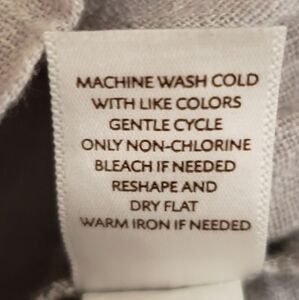 MACHINE WASH COLD
WITH LIKE COLORS
GENTLE CYCLE
ONLY NON-CHLORINE
BLEACH IF NEEDED
RESHAPE AND
DRY FLAT
WARM IRON IF NEEDED